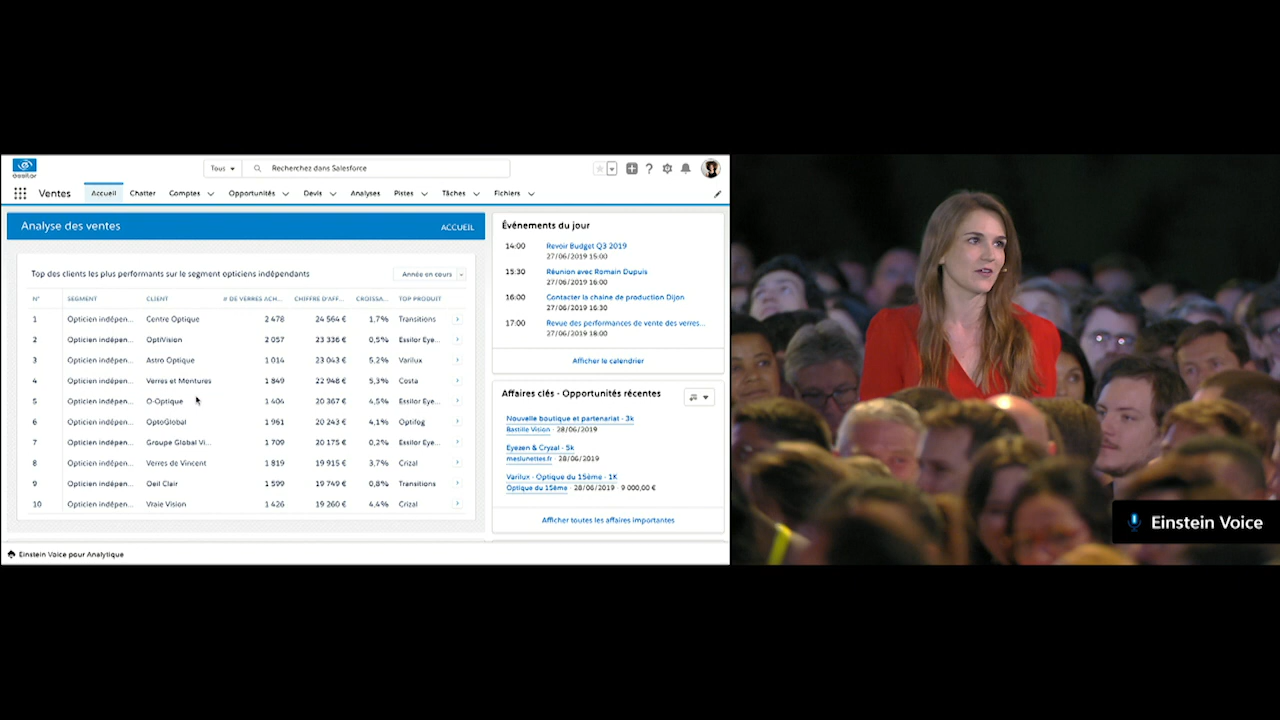 essilor
Tous
Recherchez dans Salesforce
Ventes
Accueil
Chatter
Comptes
Opportunités
Devis
Analyses
Pistes
Tâches
Fichiers
Analyse des ventes
ACCUEIL
Top des clients les plus performants sur le segment opticiens indépendants
Année en cours
N° SEGMENT CLIENT # DE VERRES ACH... CHIFFRE D'AFF... CROISSA... TOP PRODUIT
1 Opticien indépen... Centre Optique 2 478 24 564 € 1,7% Transitions
2 Opticien indépen... OptiVision 2 057 23 336 € 0,5% Essilor Eye...
3 Opticien indépen... Astro Optique 1 014 23 043 € 5,2% Varilux
4 Opticien indépen... Verres et Montures 1 849 22 948 € 5,3% Costa
5 Opticien indépen... O-Optique 1 404 20 367 € 4,5% Essilor Eye...
6 Opticien indépen... OptoGlobal 1 961 20 243 € 4,1% Optifog
7 Opticien indépen... Groupe Global Vi... 1 709 20 175 € 0,2% Essilor Eye...
8 Opticien indépen... Verres de Vincent 1 819 19 915 € 3,7% Crizal
9 Opticien indépen... Oeil Clair 1 599 19 749 € 0,8% Transitions
10 Opticien indépen... Vraie Vision 1 426 19 260 € 4,4% Crizal
Événements du jour
14:00 Revoir Budget Q3 2019
27/06/2019 15:00
15:30 Réunion avec Romain Dupuis
27/06/2019 16:00
16:00 Contacter la chaine de production Dijon
27/06/2019 16:30
17:00 Revue des performances de vente des verres...
27/06/2019 18:00
Afficher le calendrier
Affaires clés - Opportunités récentes
Nouvelle boutique et partenariat - 3k
Bastille Vision · 28/06/2019
Eyezen & Cryzal - 5k
meslunettes.fr · 28/06/2019
Varilux - Optique du 15ème - 1K
Optique du 15ème · 28/06/2019 · 9 000,00 €
Afficher toutes les affaires importantes
Einstein Voice pour Analytique
Einstein Voice